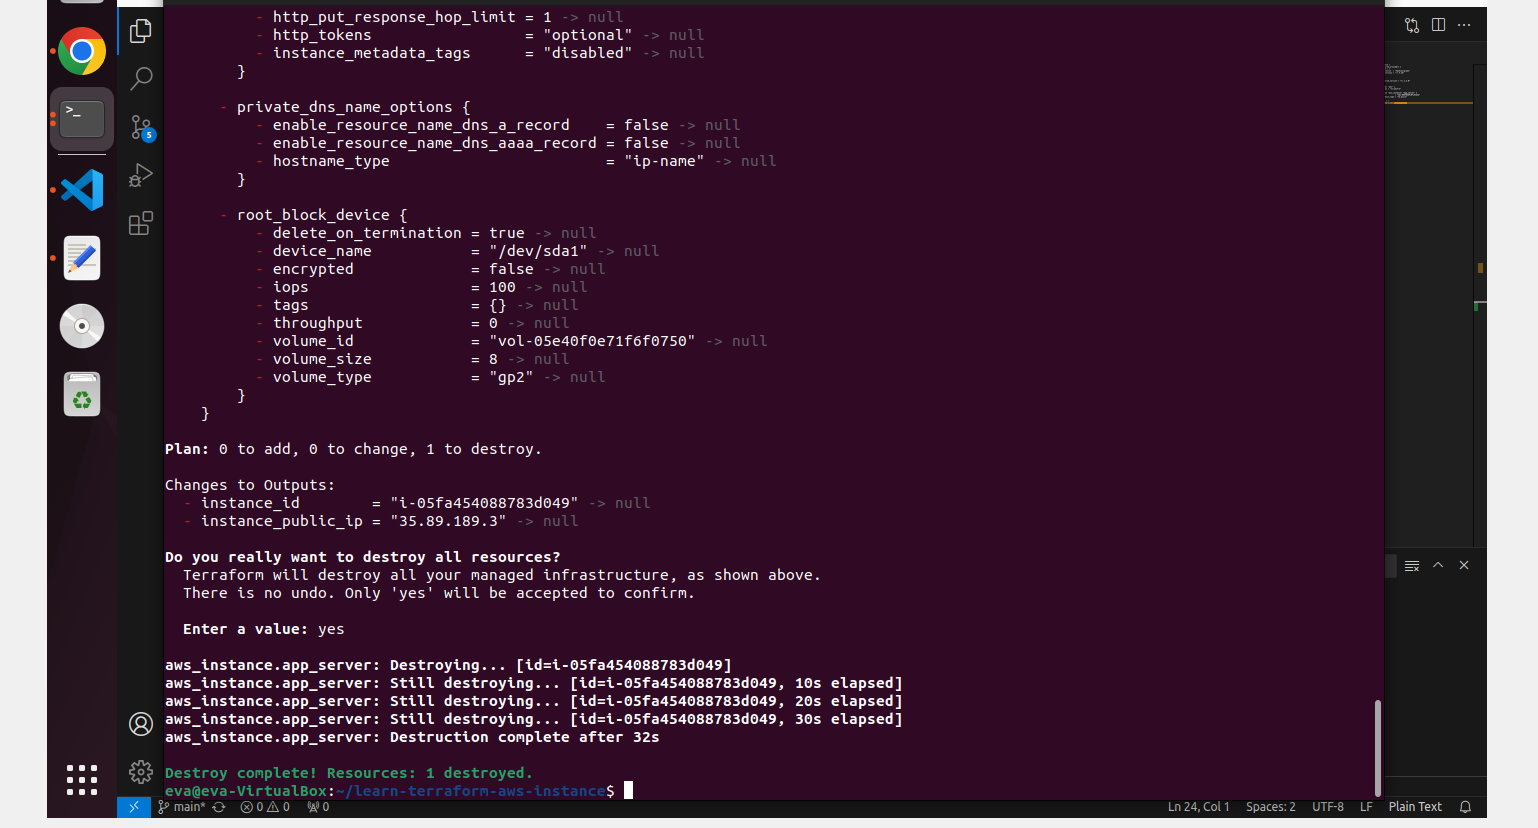 - http_put_response_hop_limit = 1 -> null
- http_tokens                 = "optional" -> null
- instance_metadata_tags      = "disabled" -> null
}
- private_dns_name_options {
- enable_resource_name_dns_a_record    = false -> null
- enable_resource_name_dns_aaaa_record = false -> null
- hostname_type                        = "ip-name" -> null
}
- root_block_device {
- delete_on_termination = true -> null
- device_name           = "/dev/sda1" -> null
- encrypted             = false -> null
- iops                  = 100 -> null
- tags                  = {} -> null
- throughput            = 0 -> null
- volume_id             = "vol-05e40f0e71f6f0750" -> null
- volume_size           = 8 -> null
- volume_type           = "gp2" -> null
}
}
Plan: 0 to add, 0 to change, 1 to destroy.
Changes to Outputs:
- instance_id        = "i-05fa454088783d049" -> null
- instance_public_ip = "35.89.189.3" -> null
Do you really want to destroy all resources?
Terraform will destroy all your managed infrastructure, as shown above.
There is no undo. Only 'yes' will be accepted to confirm.
Enter a value: yes
aws_instance.app_server: Destroying... [id=i-05fa454088783d049]
aws_instance.app_server: Still destroying... [id=i-05fa454088783d049, 10s elapsed]
aws_instance.app_server: Still destroying... [id=i-05fa454088783d049, 20s elapsed]
aws_instance.app_server: Still destroying... [id=i-05fa454088783d049, 30s elapsed]
aws_instance.app_server: Destruction complete after 32s
Destroy complete! Resources: 1 destroyed.
eva@eva-VirtualBox:~/learn-terraform-aws-instance$
>_
5
main* 0 0 0 Ln 24, Col 1 Spaces: 2 UTF-8 LF Plain Text